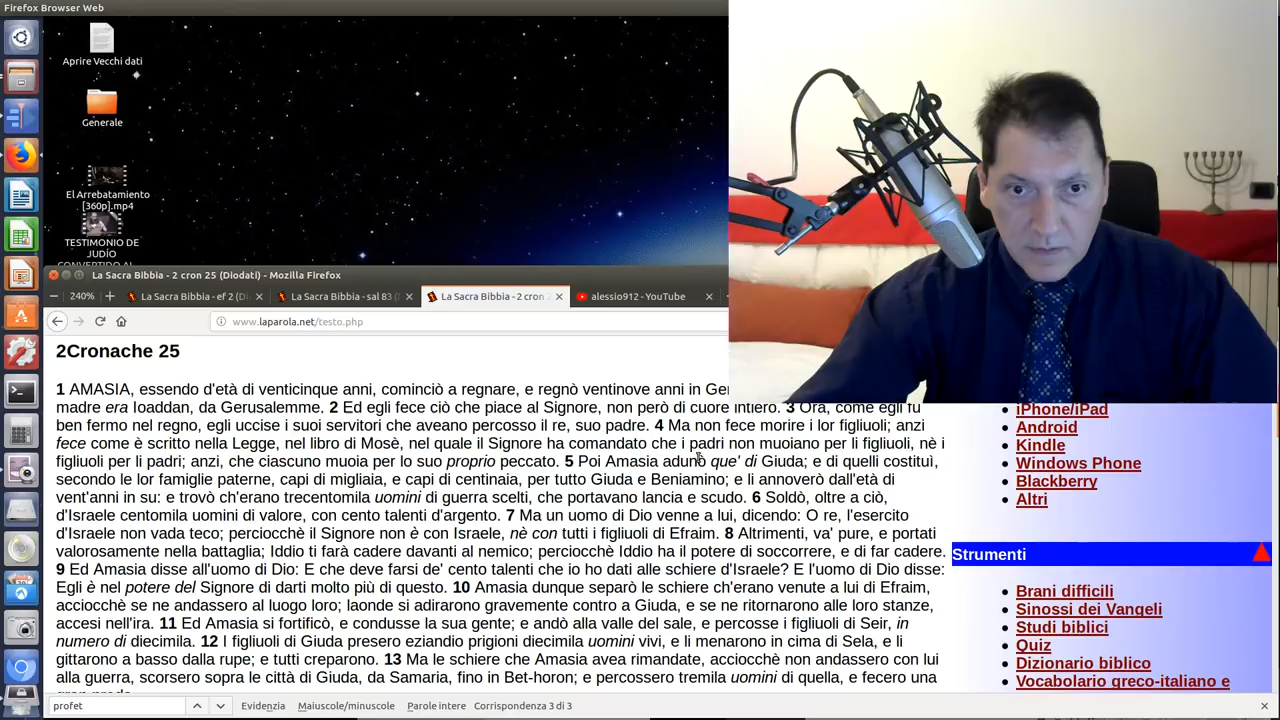 Firefox Browser Web
Aprire Vecchi dati
Generale
El Arrebatamiento
[360p].mp4
TESTIMONIO DE
JUDÍO
La Sacra Bibbia - 2 cron 25 (Diodati) - Mozilla Firefox
240%
La Sacra Bibbia - ef 2 (Di
La Sacra Bibbia - sal 83 (
La Sacra Bibbia - 2 cron 2
alessio912 - YouTube
www.laparola.net/testo.php
2Cronache 25
1 AMASIA, essendo d'età di venticinque anni, cominciò a regnare, e regnò ventinove anni in Ger
madre era Ioaddan, da Gerusalemme. 2 Ed egli fece ciò che piace al Signore, non però di cuore intiero. 3 Ora, come egli fu
ben fermo nel regno, egli uccise i suoi servitori che aveano percosso il re, suo padre. 4 Ma non fece morire i lor figliuoli; anzi
fece come è scritto nella Legge, nel libro di Mosè, nel quale il Signore ha comandato che i padri non muoiano per li figliuoli, nè i
figliuoli per li padri; anzi, che ciascuno muoia per lo suo proprio peccato. 5 Poi Amasia adunò que' di Giuda; e di quelli costituì,
secondo le lor famiglie paterne, capi di migliaia, e capi di centinaia, per tutto Giuda e Beniamino; e li annoverò dall'età di
vent'anni in su: e trovò ch'erano trecentomila uomini di guerra scelti, che portavano lancia e scudo. 6 Soldò, oltre a ciò,
d'Israele centomila uomini di valore, con cento talenti d'argento. 7 Ma un uomo di Dio venne a lui, dicendo: O re, l'esercito
d'Israele non vada teco; perciocchè il Signore non è con Israele, nè con tutti i figliuoli di Efraim. 8 Altrimenti, va' pure, e portati
valorosamente nella battaglia; Iddio ti farà cadere davanti al nemico; perciocchè Iddio ha il potere di soccorrere, e di far cadere.
9 Ed Amasia disse all'uomo di Dio: E che deve farsi de' cento talenti che io ho dati alle schiere d'Israele? E l'uomo di Dio disse:
Egli è nel potere del Signore di darti molto più di questo. 10 Amasia dunque separò le schiere ch'erano venute a lui di Efraim,
acciocchè se ne andassero al luogo loro; laonde si adirarono gravemente contro a Giuda, e se ne ritornarono alle loro stanze,
accesi nell'ira. 11 Ed Amasia si fortificò, e condusse la sua gente; e andò alla valle del sale, e percosse i figliuoli di Seir, in
numero di diecimila. 12 I figliuoli di Giuda presero eziandio prigioni diecimila uomini vivi, e li menarono in cima di Sela, e li
gittarono a basso dalla rupe; e tutti creparono. 13 Ma le schiere che Amasia avea rimandate, acciocchè non andassero con lui
alla guerra, scorsero sopra le città di Giuda, da Samaria, fino in Bet-horon; e percossero tremila uomini di quella, e fecero una
iPhone/iPad
Android
Kindle
Windows Phone
Blackberry
Altri
Strumenti
Brani difficili
Sinossi dei Vangeli
Studi biblici
Quiz
Dizionario biblico
Vocabolario greco-italiano e
profet
Evidenzia
Maiuscole/minuscole
Parole intere
Corrispondenza 3 di 3